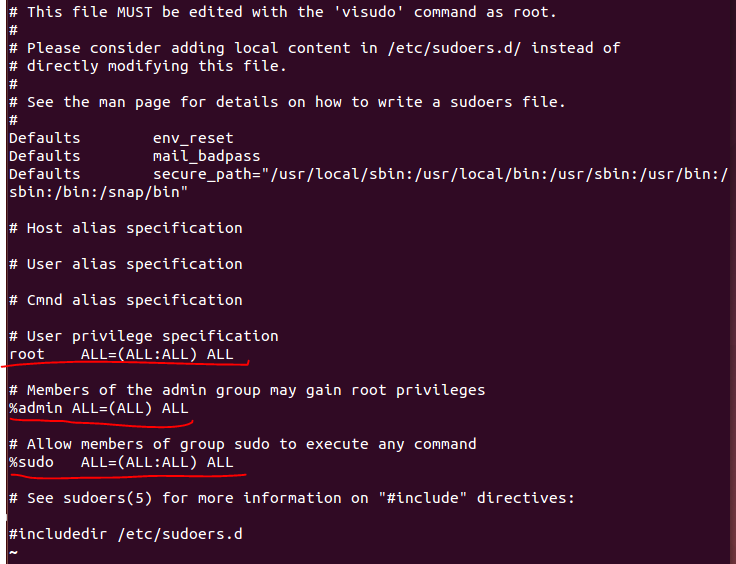 # This file MUST be edited with the 'visudo' command as root.
#
# Please consider adding local content in /etc/sudoers.d/ instead of
# directly modifying this file.
#
# See the man page for details on how to write a sudoers file.
#
Defaults        env_reset
Defaults        mail_badpass
Defaults        secure_path="/usr/local/sbin:/usr/local/bin:/usr/sbin:/usr/bin:/
sbin:/bin:/snap/bin"

# Host alias specification

# User alias specification

# Cmnd alias specification

# User privilege specification
root    ALL=(ALL:ALL) ALL

# Members of the admin group may gain root privileges
%admin ALL=(ALL) ALL

# Allow members of group sudo to execute any command
%sudo   ALL=(ALL:ALL) ALL

# See sudoers(5) for more information on "#include" directives:

#includedir /etc/sudoers.d
~